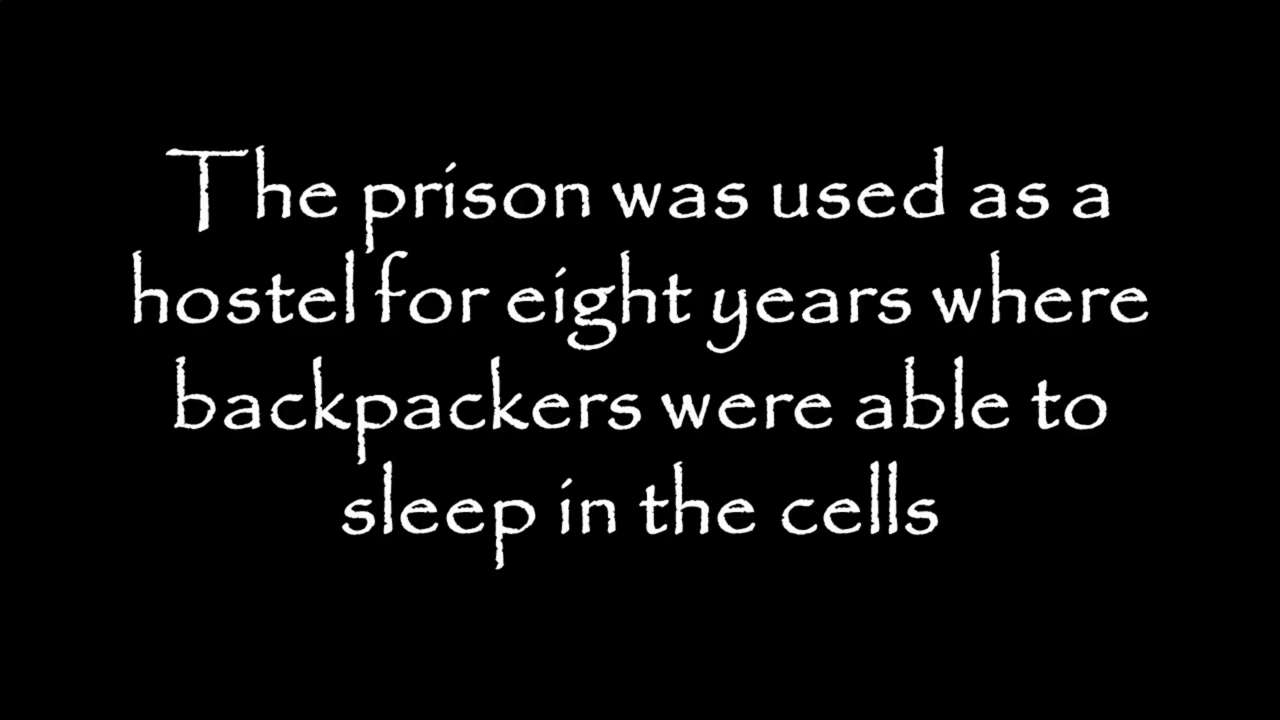 The prison was used as a
hostel for eight years where
backpackers were able to
sleep in the cells